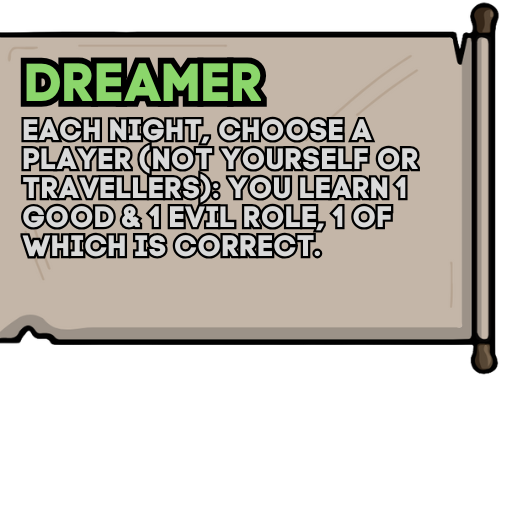 DREAMER
EACH NIGHT, CHOOSE A
PLAYER (NOT YOURSELF OR
TRAVELLERS): YOU LEARN 1
GOOD & 1 EVIL ROLE, 1 OF
WHICH IS CORRECT.